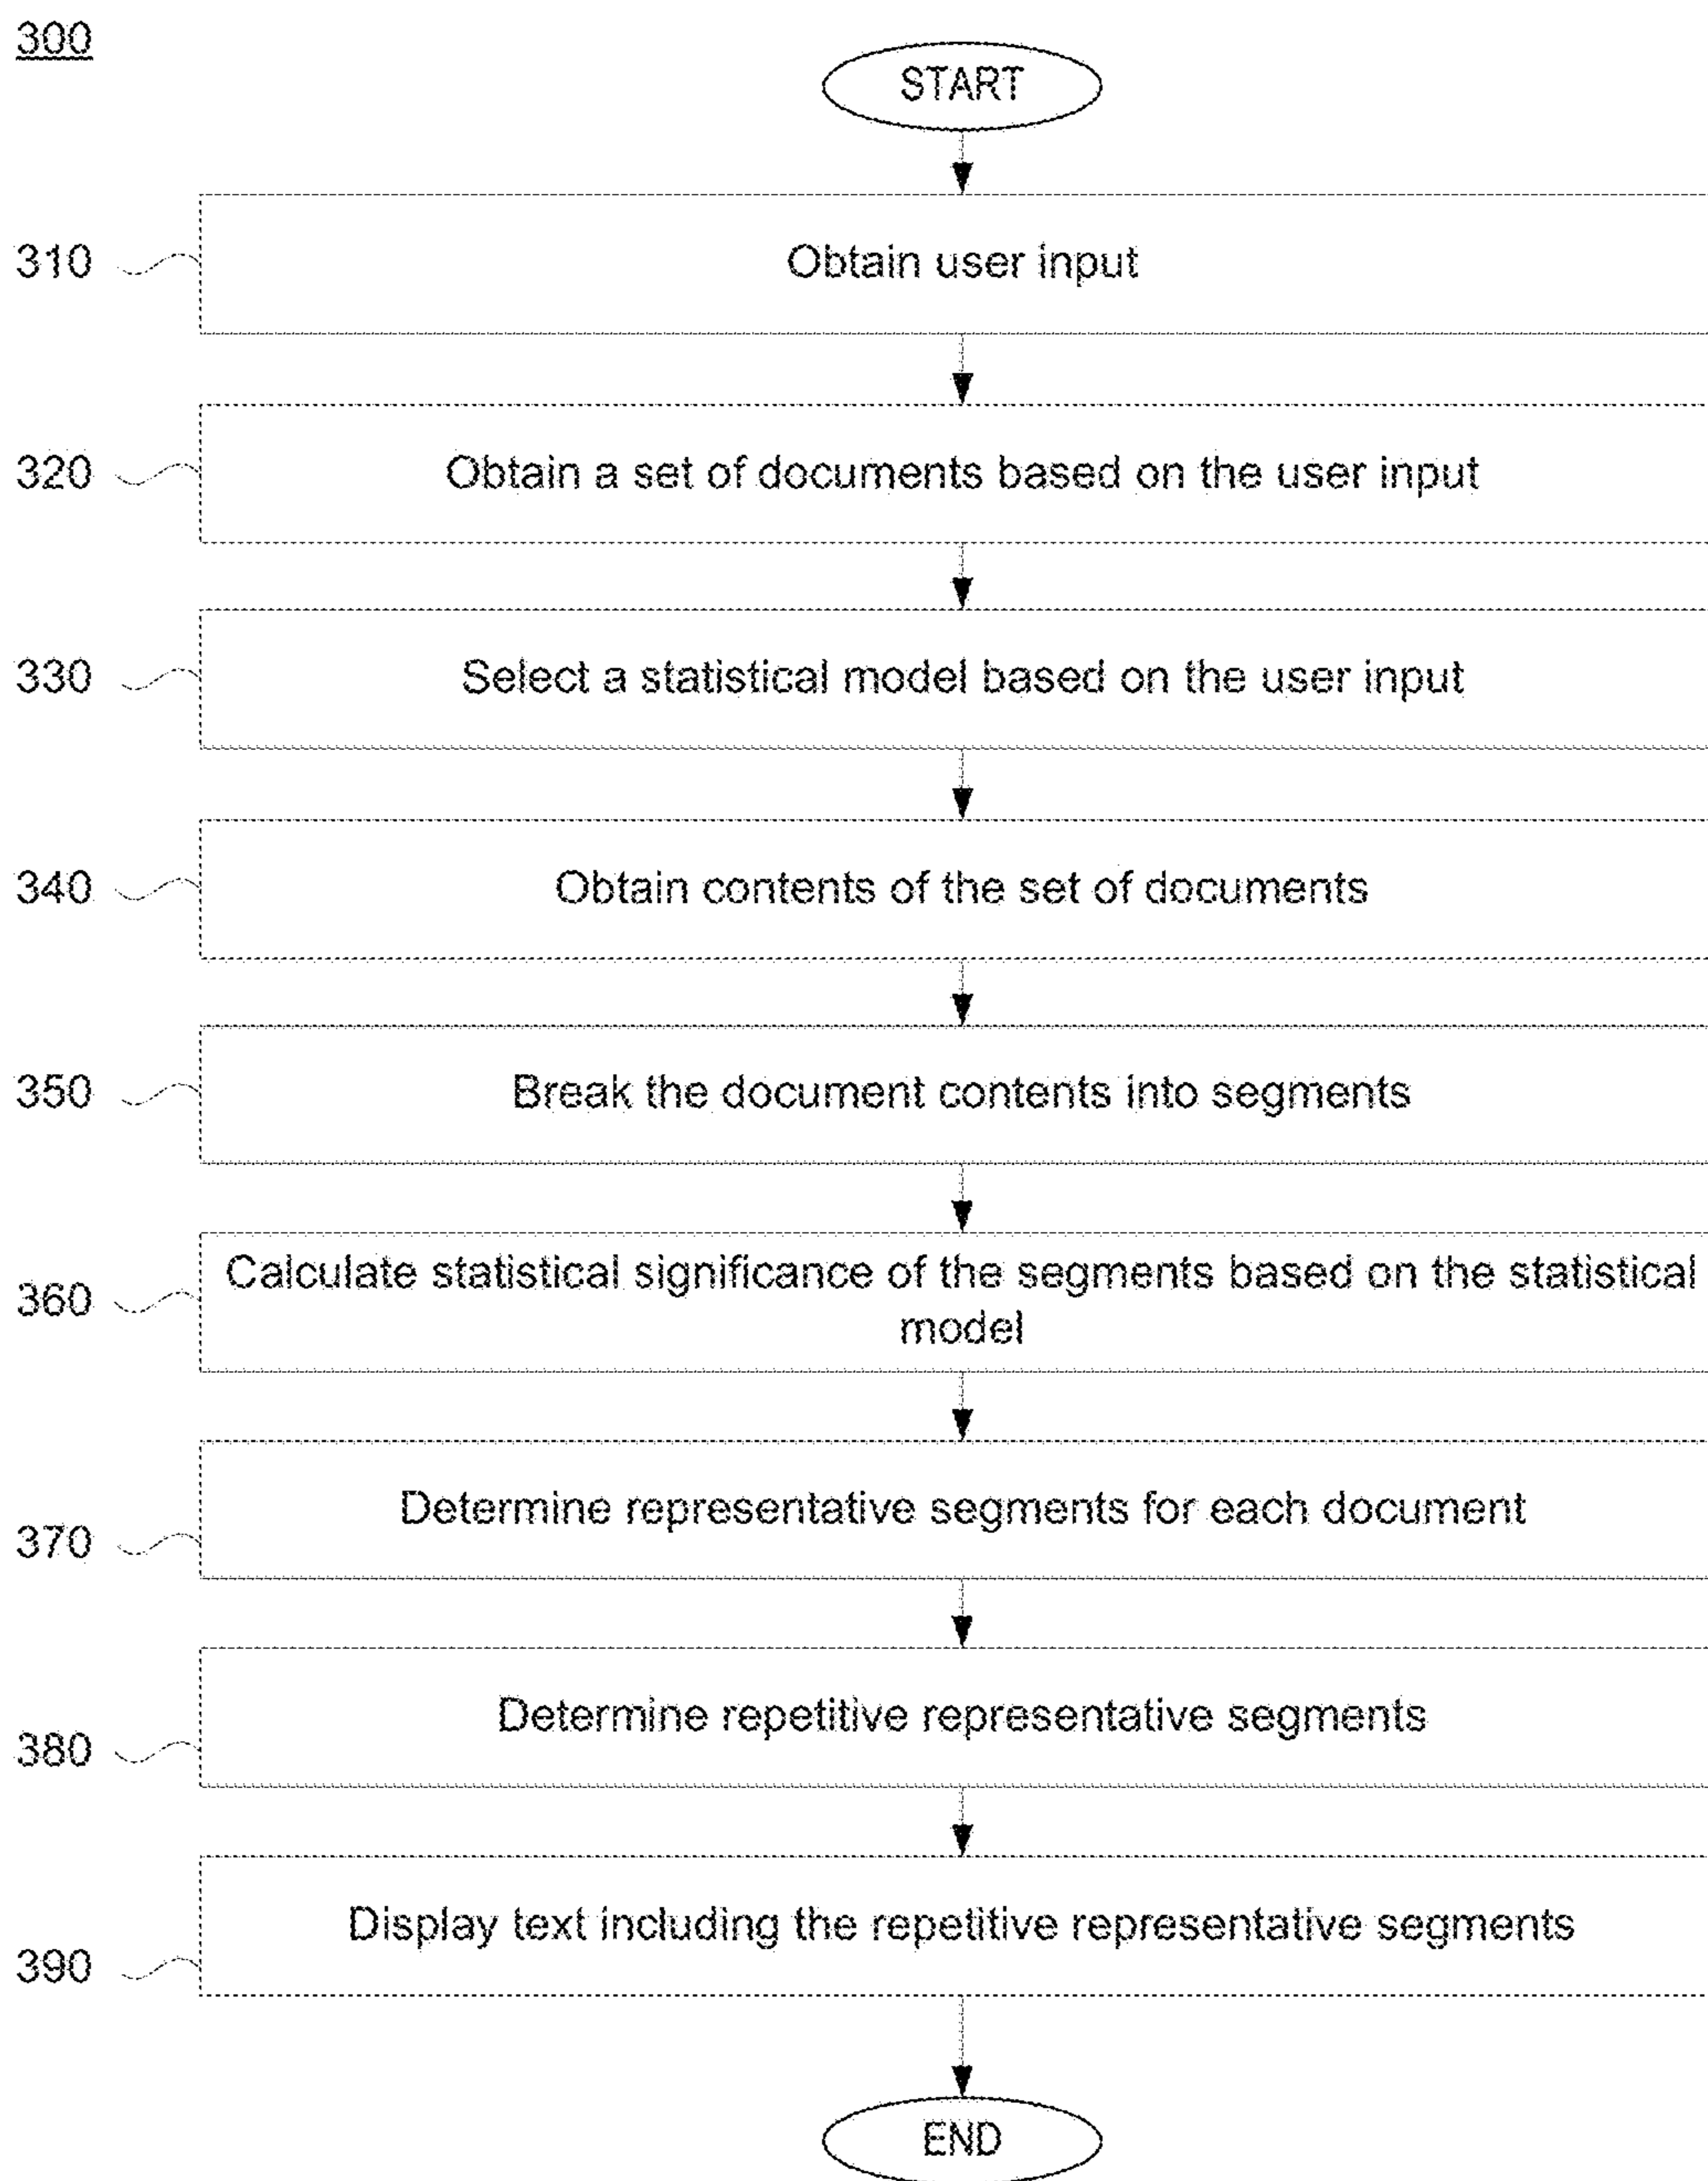 300
START
310 Obtain user input
320 Obtain a set of documents based on the user input
330 Select a statistical model based on the user input
340 Obtain contents of the set of documents
350 Break the document contents into segments
360 Calculate statistical significance of the segments based on the statistical
model
370 Determine representative segments for each document
380 Determine repetitive representative segments
390 Display text including the repetitive representative segments
END